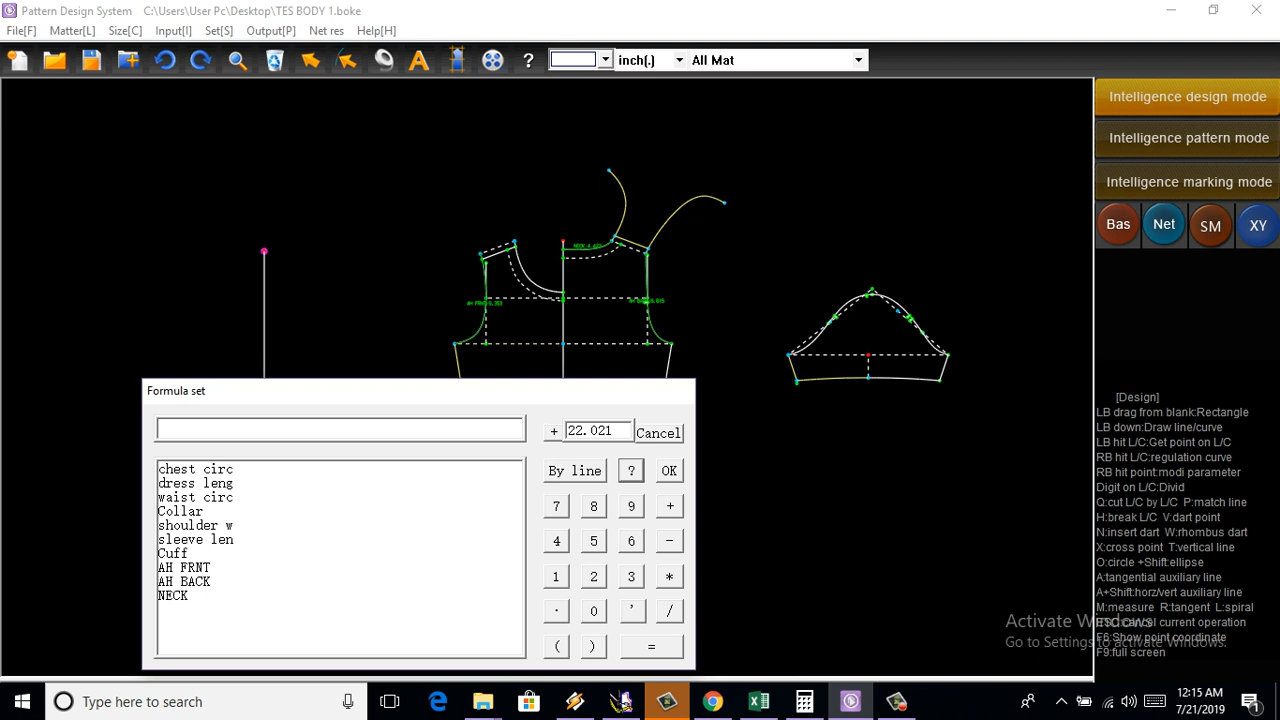 Pattern Design System C:\Users\User Pc\Desktop\TES BODY 1.boke
File[F] Matter[L] Size[C] Input[I] Set[S] Output[P] Net res Help[H]
inch(.) All Mat
Intelligence design mode
Intelligence pattern mode
Intelligence marking mode
Bas Net SM XY
Formula set
+ 22.021 Cancel
By line ? OK
chest circ
dress leng
waist circ
Collar
shoulder w
sleeve len
Cuff
AH FRNT
AH BACK
NECK
7 8 9 +
4 5 6 -
1 2 3 *
. 0 ' /
( ) =
[Design]
LB drag from blank:Rectangle
LB down:Draw line/curve
LB hit L/C:Get point on L/C
RB hit L/C:regulation curve
RB hit point:modi parameter
Digit on L/C:Divid
Q:cut L/C by L/C P:match line
H:break L/C V:dart point
N:insert dart W:rhombus dart
X:cross point T:vertical line
O:circle +Shift:ellipse
A:tangential auxiliary line
A+Shift:horz/vert auxiliary line
M:measure R:tangent L:spiral
current operation
F6:Show point coordinate
F9:full screen
Activate Windows
Go to Settings to activate Windows.
Type here to search
12:15 AM
7/21/2019